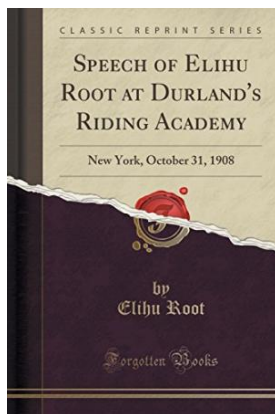 CLASSIC REPRINT SERIES
SPEECH OF ELIHU
ROOT AT DURLAND'S
RIDING ACADEMY
NEW YORK, OCTOBER 31, 1908
by
Elihu Root
Forgotten Books